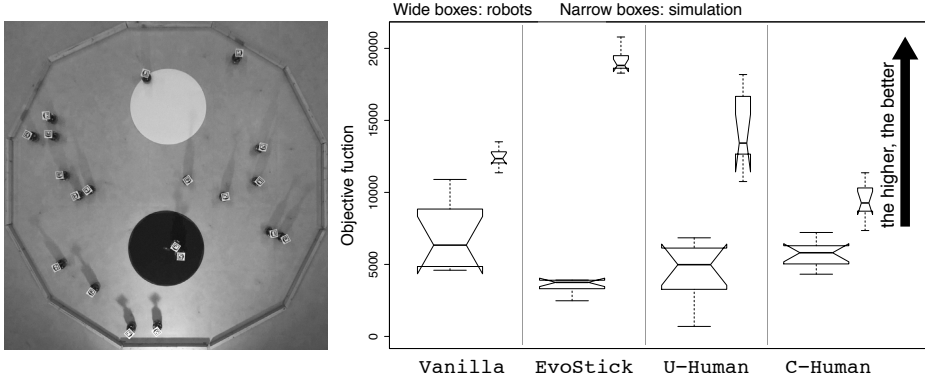 Wide boxes: robots Narrow boxes: simulation
Objective fuction
20000
15000
10000
5000
0
the higher, the better
Vanilla EvoStick U-Human C-Human